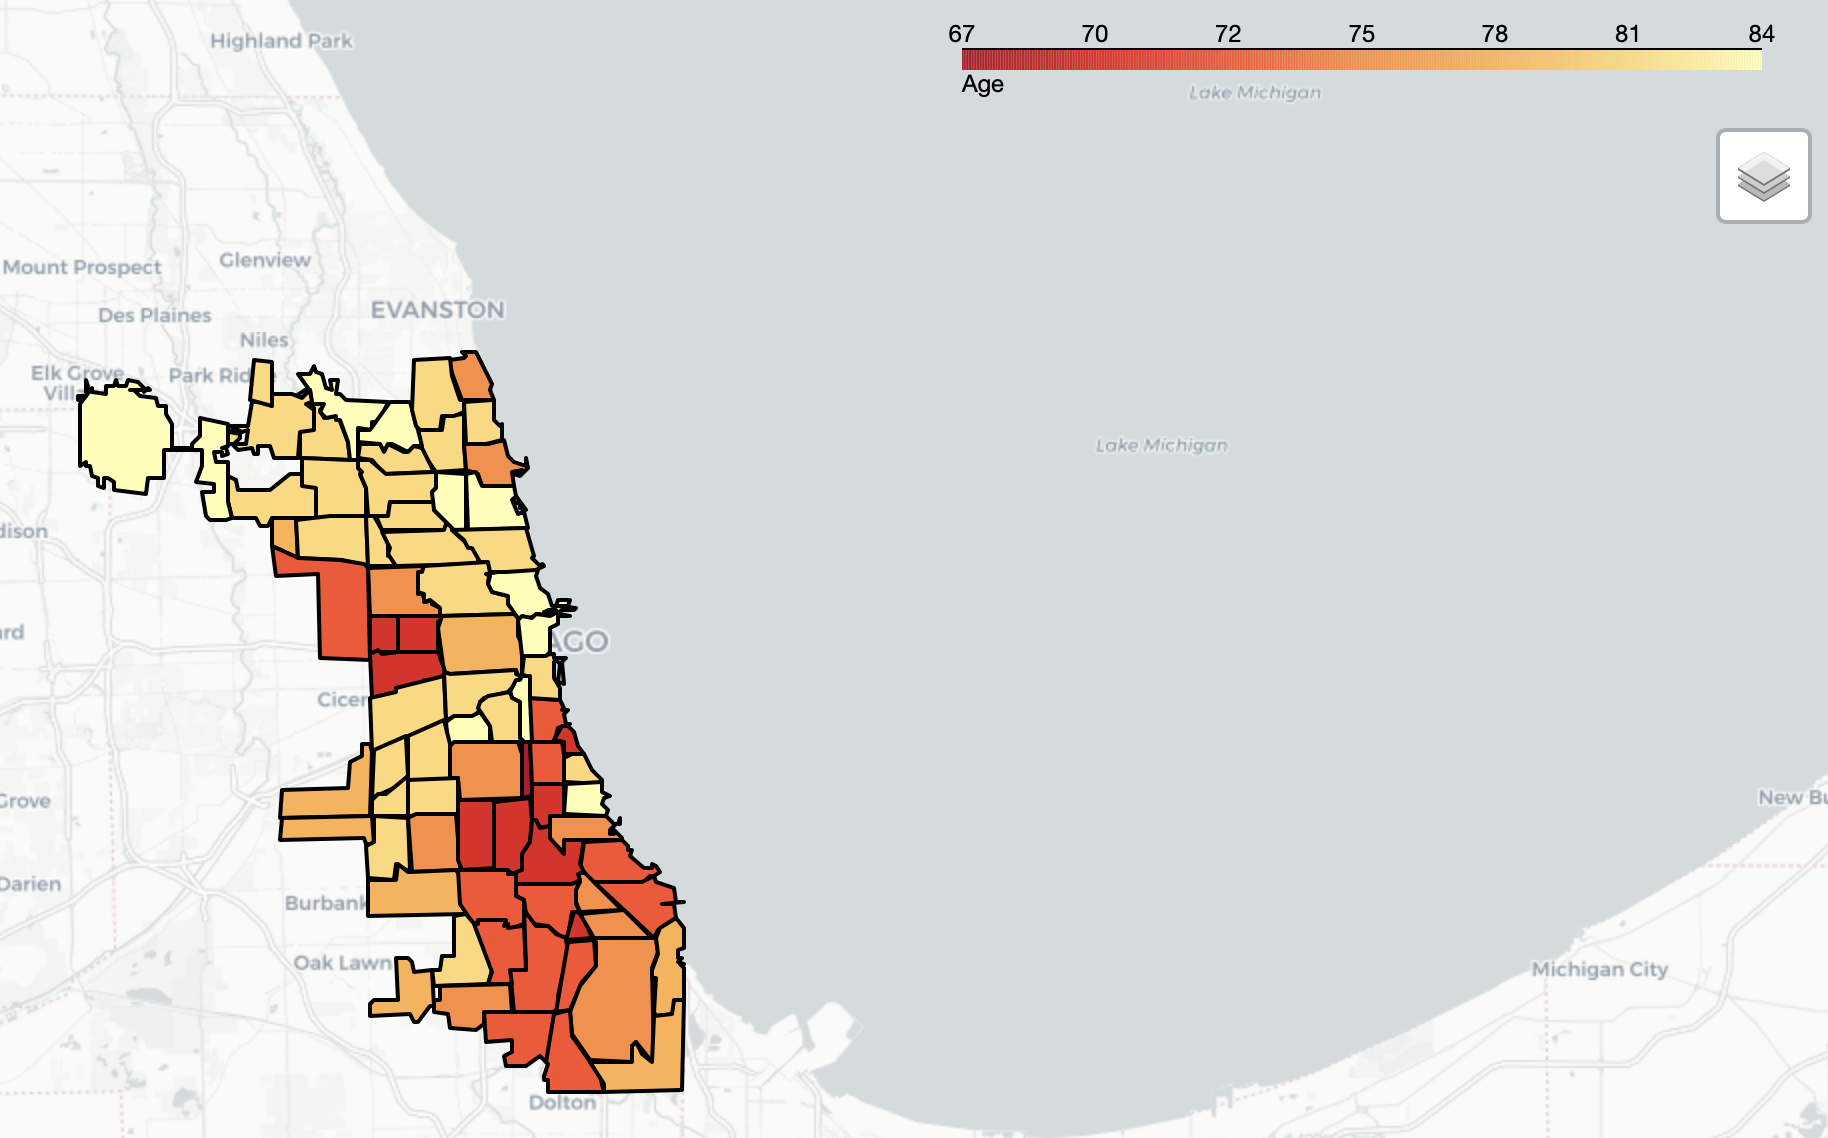 Highland Park
67 70 72 75 78 81 84
Age
Lake Michigan
Glenview
Mount Prospect
EVANSTON
Des Plaines
Niles
Elk Grove
Park Rid
Vill
Lake Michigan
dison
ard
AGO
Cicer
Grove
New Bu
Darien
Burbank
Oak Lawn
Michigan City
Dolton